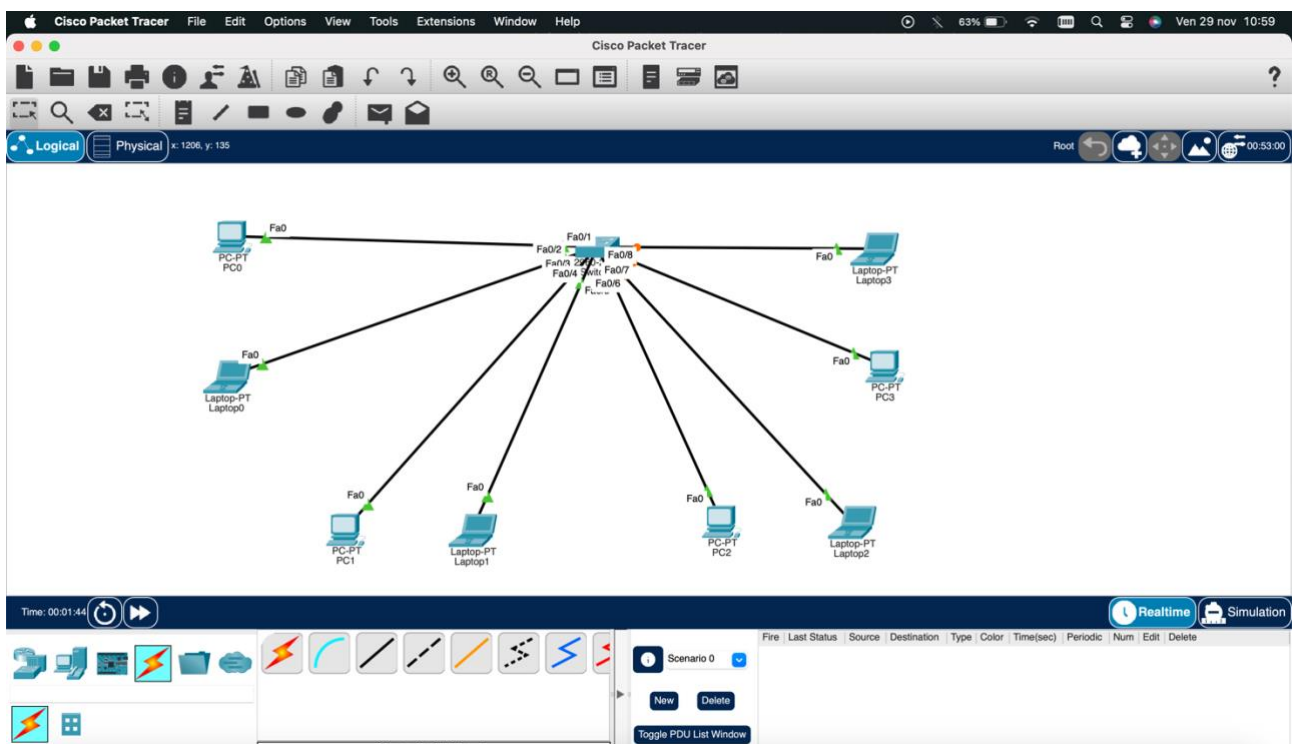 Cisco Packet Tracer File Edit Options View Tools Extensions Window Help 63% Ven 29 nov 10:59
Cisco Packet Tracer
?
Logical Physical x: 1206, y: 135 Root 00:53:00
Fa0
PC-PT
PC0
Fa0/1
Fa0/2
Fa0/8
Fa0/3
Fa0/7
Fa0/4
Fa0/6
Fa0
Laptop-PT
Laptop3
Fa0
Laptop-PT
Laptop0
Fa0
PC-PT
PC3
Fa0
PC-PT
PC1
Fa0
Laptop-PT
Laptop1
Fa0
PC-PT
PC2
Fa0
Laptop-PT
Laptop2
Time: 00:01:44 Realtime Simulation
Fire Last Status Source Destination Type Color Time(sec) Periodic Num Edit Delete
Scenario 0
New Delete
Toggle PDU List Window